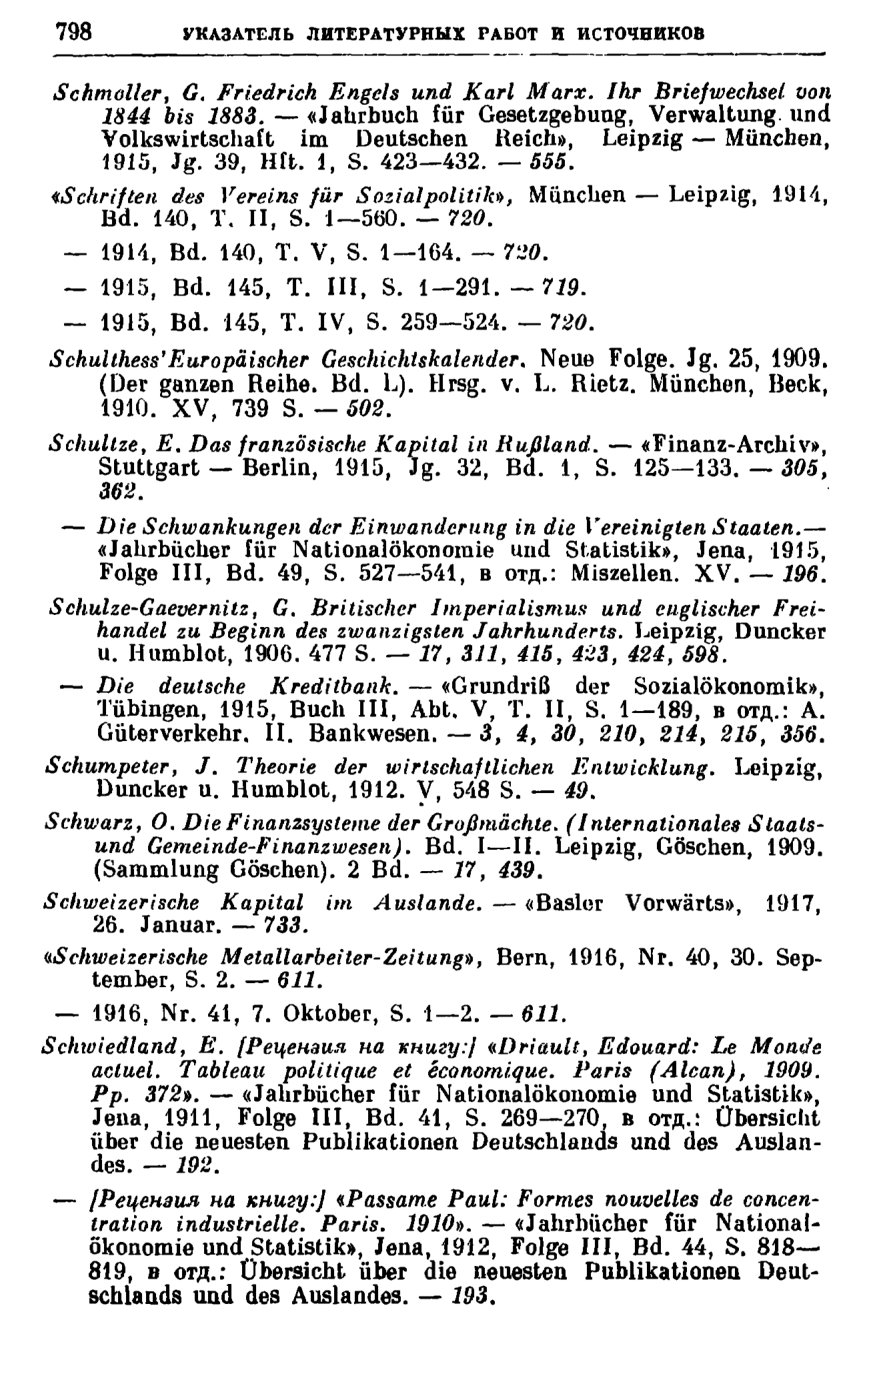 798 УКАЗАТЕЛЬ ЛИТЕРАТУРНЫХ РАБОТ И ИСТОЧНИКОВ
Schmoller, G. Friedrich Engels und Karl Marx. Ihr Briefwechsel von
1844 bis 1883. — «Jahrbuch für Gesetzgebung, Verwaltung und
Volkswirtschaft im Deutschen Reich», Leipzig — München,
1915, Jg. 39, Hft. 1, S. 423—432. — 555.
«Schriften des Vereins für Sozialpolitik», München — Leipzig, 1914,
Bd. 140, T. II, S. 1—560. — 720.
— 1914, Bd. 140, T. V, S. 1—164. — 720.
— 1915, Bd. 145, T. III, S. 1—291. — 719.
— 1915, Bd. 145, T. IV, S. 259—524. — 720.
Schulthess' Europäischer Geschichtskalender. Neue Folge. Jg. 25, 1909.
(Der ganzen Reihe. Bd. L). Hrsg. v. L. Rietz. München, Beck,
1910. XV, 739 S. — 502.
Schultze, E. Das französische Kapital in Rußland. — «Finanz-Archiv»,
Stuttgart — Berlin, 1915, Jg. 32, Bd. 1, S. 125—133. — 305,
362.
— Die Schwankungen der Einwanderung in die Vereinigten Staaten.—
«Jahrbücher für Nationalökonomie und Statistik», Jena, 1915,
Folge III, Bd. 49, S. 527—541, в отд.: Miszellen. XV. — 196.
Schulze-Gaevernitz, G. Britischer Imperialismus und englischer Frei-
handel zu Beginn des zwanzigsten Jahrhunderts. Leipzig, Duncker
u. Humblot, 1906. 477 S. — 17, 311, 415, 423, 424, 598.
— Die deutsche Kreditbank. — «Grundriß der Sozialökonomik»,
Tübingen, 1915, Buch III, Abt. V, T. II, S. 1—189, в отд.: A.
Güterverkehr. II. Bankwesen. — 3, 4, 30, 210, 214, 215, 356.
Schumpeter, J. Theorie der wirtschaftlichen Entwicklung. Leipzig,
Duncker u. Humblot, 1912. V, 548 S. — 49.
Schwarz, O. Die Finanzsysteme der Großmächte. (Internationales Staats-
und Gemeinde-Finanzwesen). Bd. I—II. Leipzig, Göschen, 1909.
(Sammlung Göschen). 2 Bd. — 17, 439.
Schweizerische Kapital im Auslande. — «Basler Vorwärts», 1917,
26. Januar. — 733.
«Schweizerische Metallarbeiter-Zeitung», Bern, 1916, Nr. 40, 30. Sep-
tember, S. 2. — 611.
— 1916, Nr. 41, 7. Oktober, S. 1—2. — 611.
Schwiedland, E. [Рецензия на книгу:] «Driault, Edouard: Le Monde
actuel. Tableau politique et économique. Paris (Alcan), 1909.
Pp. 372». — «Jahrbücher für Nationalökonomie und Statistik»,
Jena, 1911, Folge III, Bd. 41, S. 269—270, в отд.: Übersicht
über die neuesten Publikationen Deutschlands und des Auslan-
des. — 192.
— [Рецензия на книгу:] «Passame Paul: Formes nouvelles de concen-
tration industrielle. Paris. 1910». — «Jahrbücher für National-
ökonomie und Statistik», Jena, 1912, Folge III, Bd. 44, S. 818—
819, в отд.: Übersicht über die neuesten Publikationen Deut-
schlands und des Auslandes. — 193.